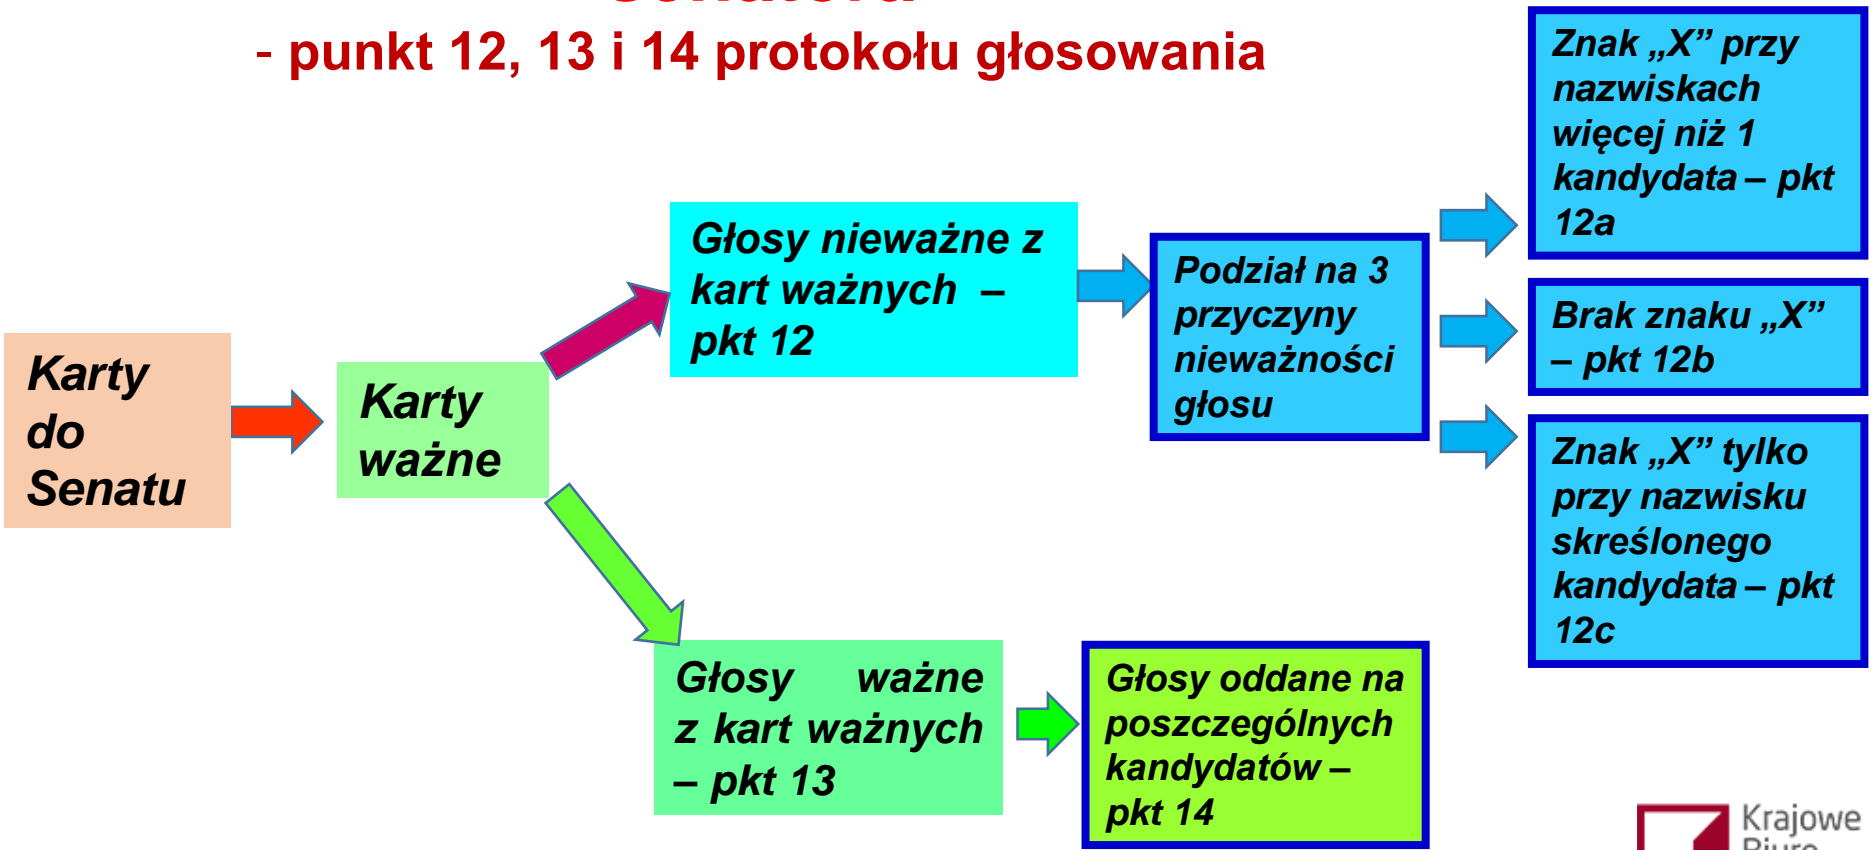 - punkt 12, 13 i 14 protokołu głosowania
Karty
do
Senatu
Karty
ważne
Głosy nieważne z
kart ważnych –
pkt 12
Podział na 3
przyczyny
nieważności
głosu
Znak „X” przy
nazwiskach
więcej niż 1
kandydata – pkt
12a
Brak znaku „X”
– pkt 12b
Znak „X” tylko
przy nazwisku
skreślonego
kandydata – pkt
12c
Głosy ważne
z kart ważnych
– pkt 13
Głosy oddane na
poszczególnych
kandydatów –
pkt 14
Krajowe
Biuro